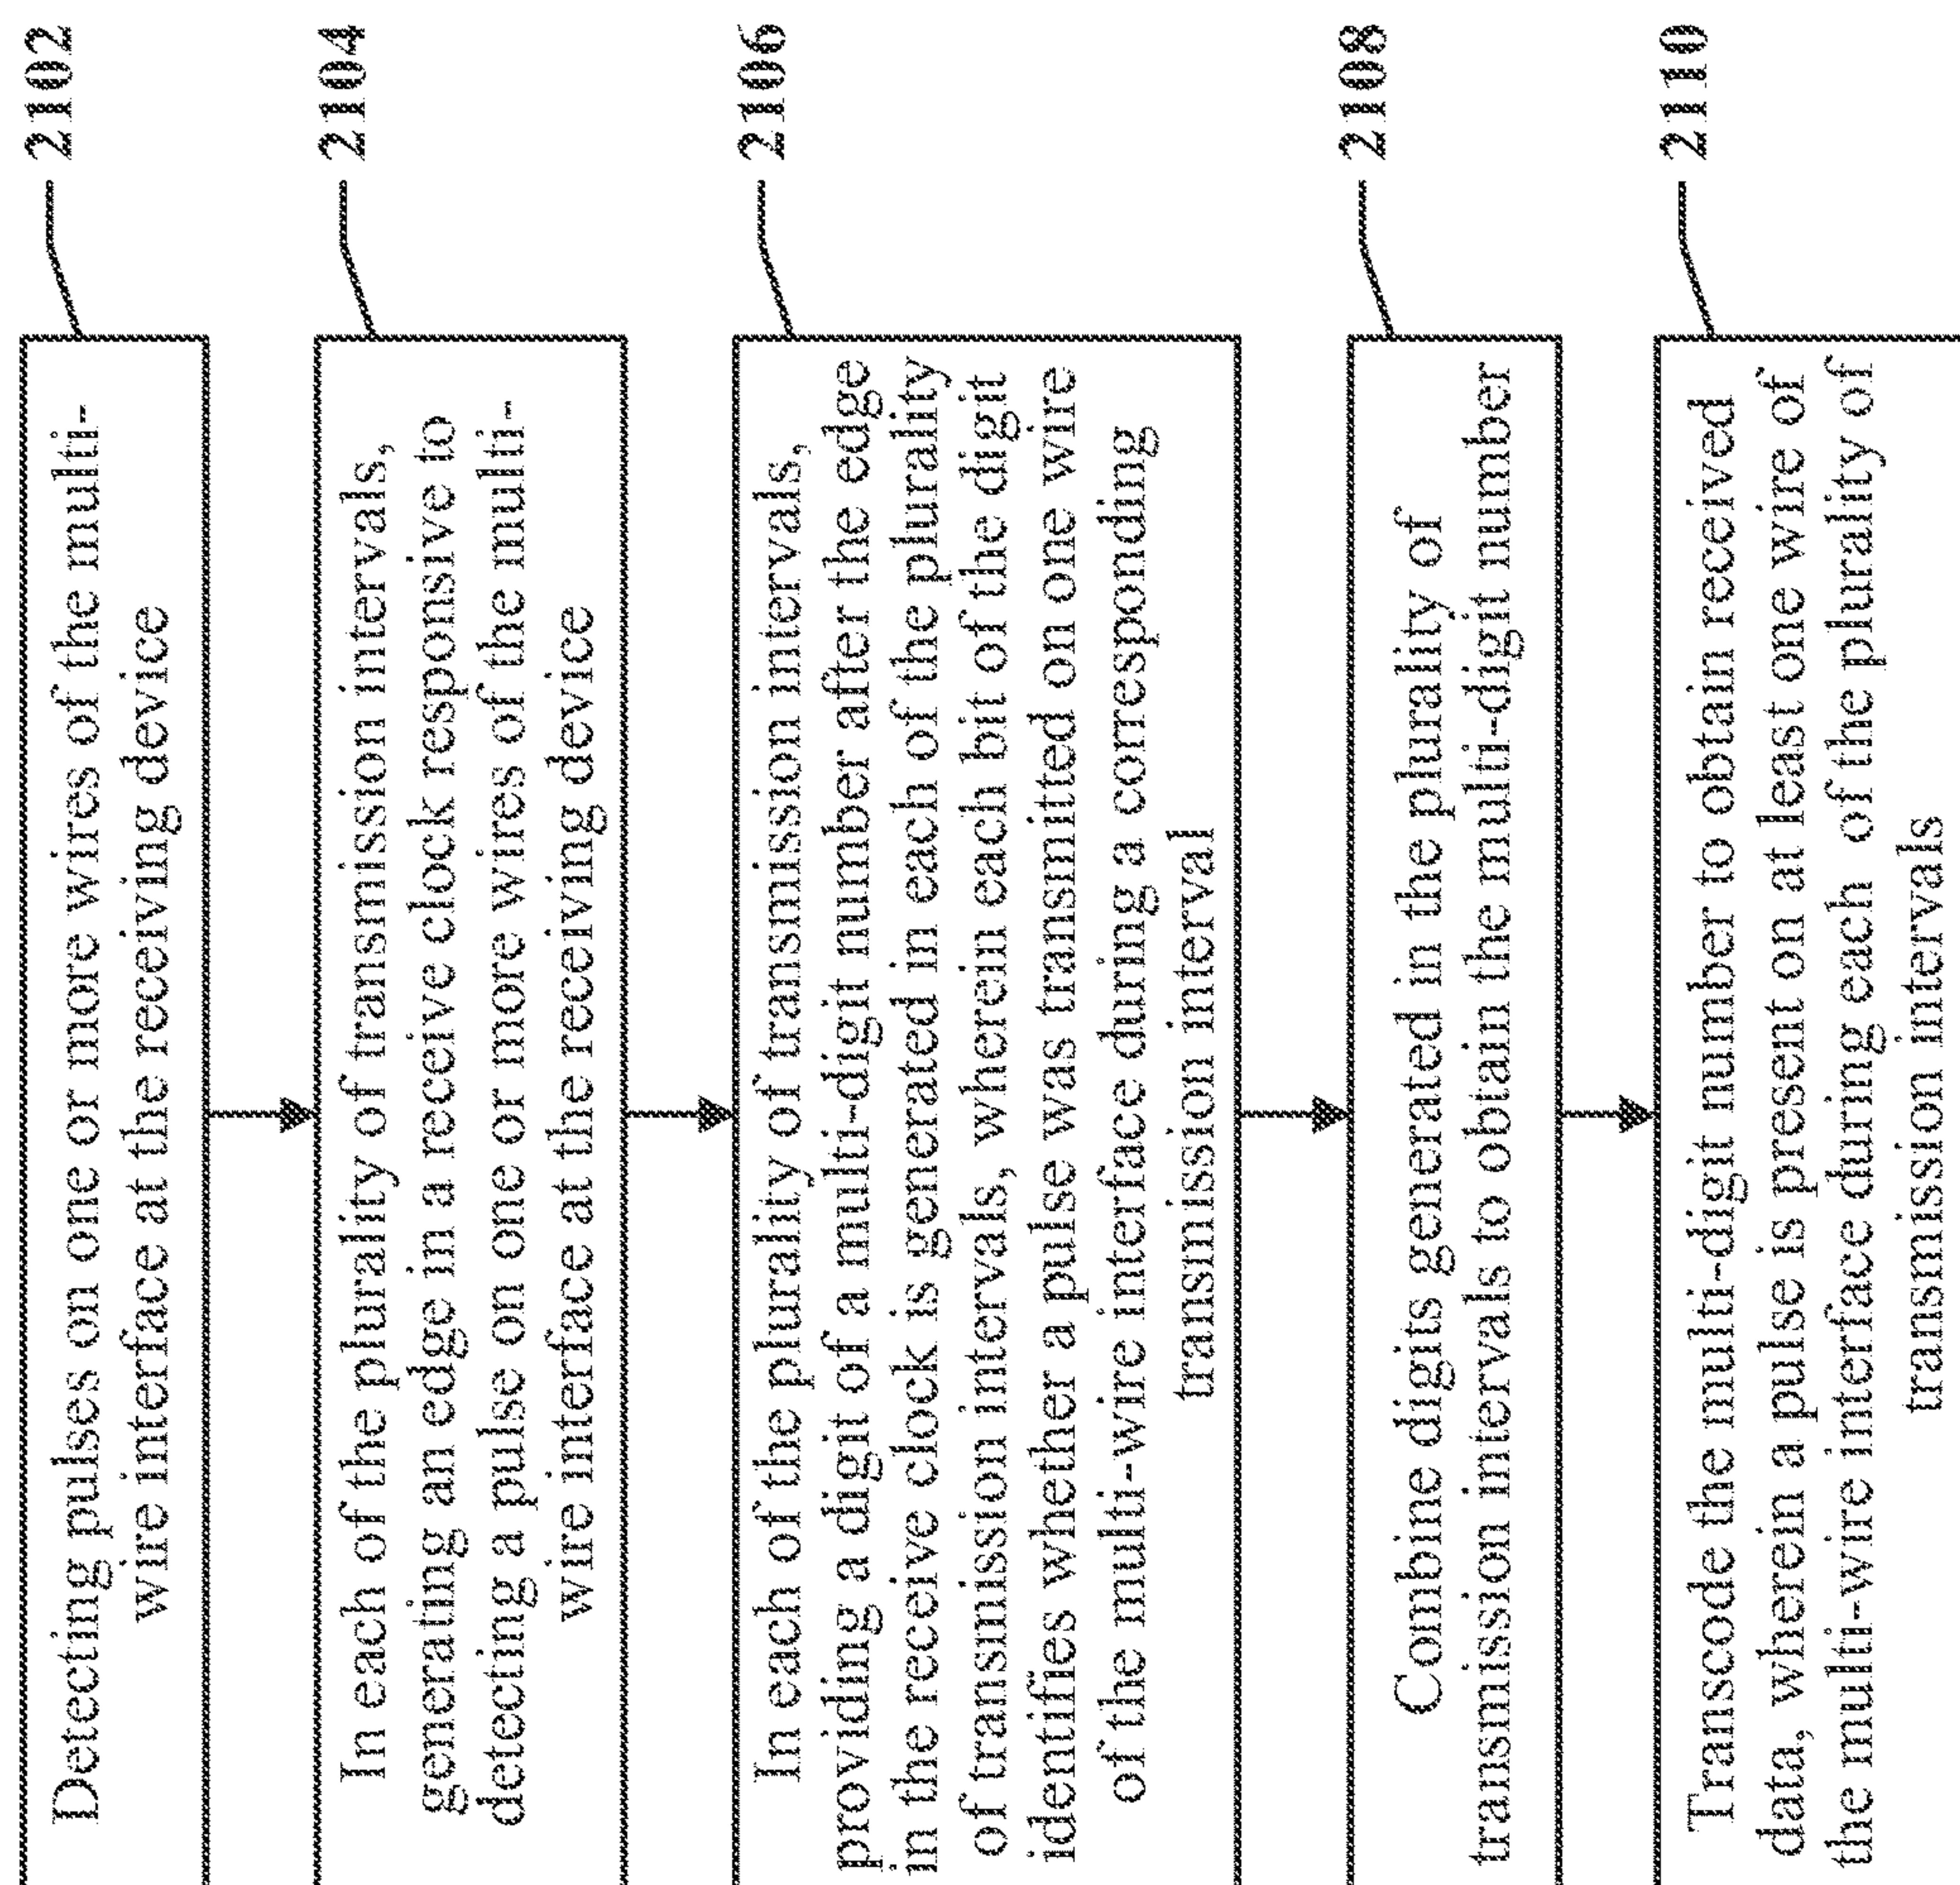 Detecting pulses on one or more wires of the multi-
wire interface at the receiving device
2102
In each of the plurality of transmission intervals,
generating an edge in a receive clock responsive to
detecting a pulse on one or more wires of the multi-
wire interface at the receiving device
2104
In each of the plurality of transmission intervals,
providing a digit of a multi-digit number after the edge
in the receive clock is generated in each of the plurality
of transmission intervals, wherein each bit of the digit
identifies whether a pulse was transmitted on one wire
of the multi-wire interface during a corresponding
transmission interval
2106
Combine digits generated in the plurality of
transmission intervals to obtain the multi-digit number
2108
Transcode the multi-digit number to obtain received
data, wherein a pulse is present on at least one wire of
the multi-wire interface during each of the plurality of
transmission intervals
2110